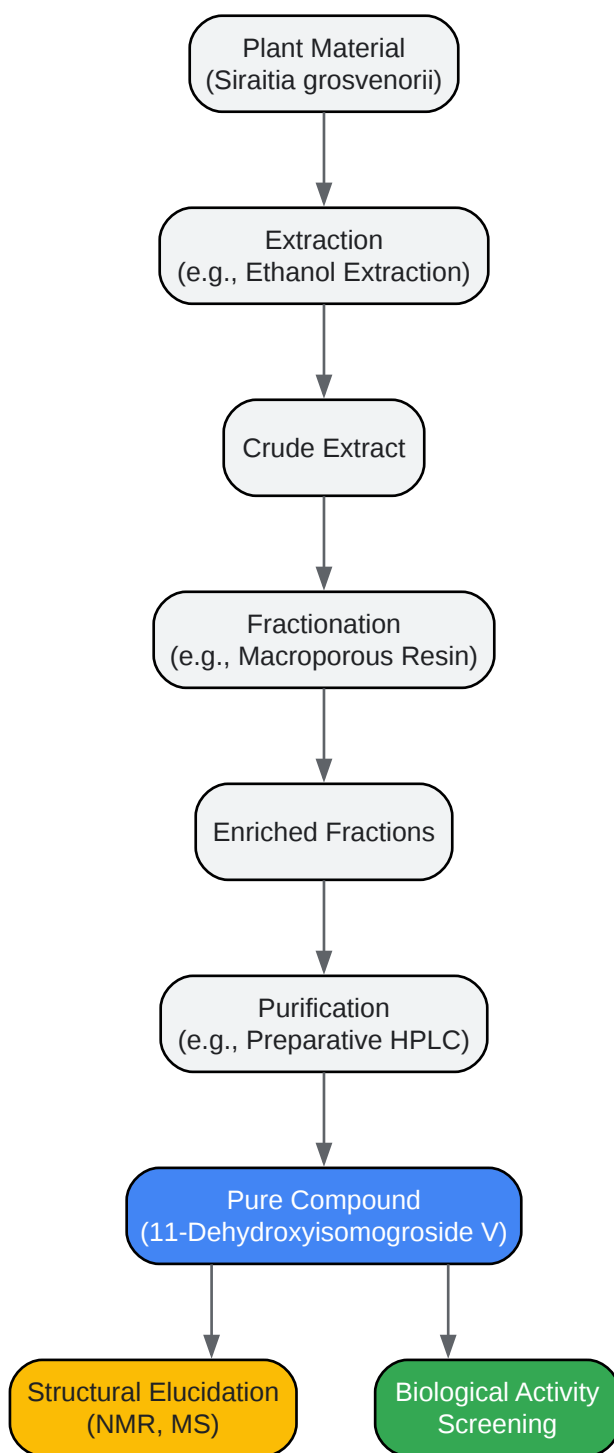 Plant Material
(Siraitia grosvenorii)
Extraction
(e.g., Ethanol Extraction)
Crude Extract
Fractionation
(e.g., Macroporous Resin)
Enriched Fractions
Purification
(e.g., Preparative HPLC)
Pure Compound
(11-Dehydroxyisomogroside V)
Structural Elucidation
(NMR, MS)
Biological Activity
Screening